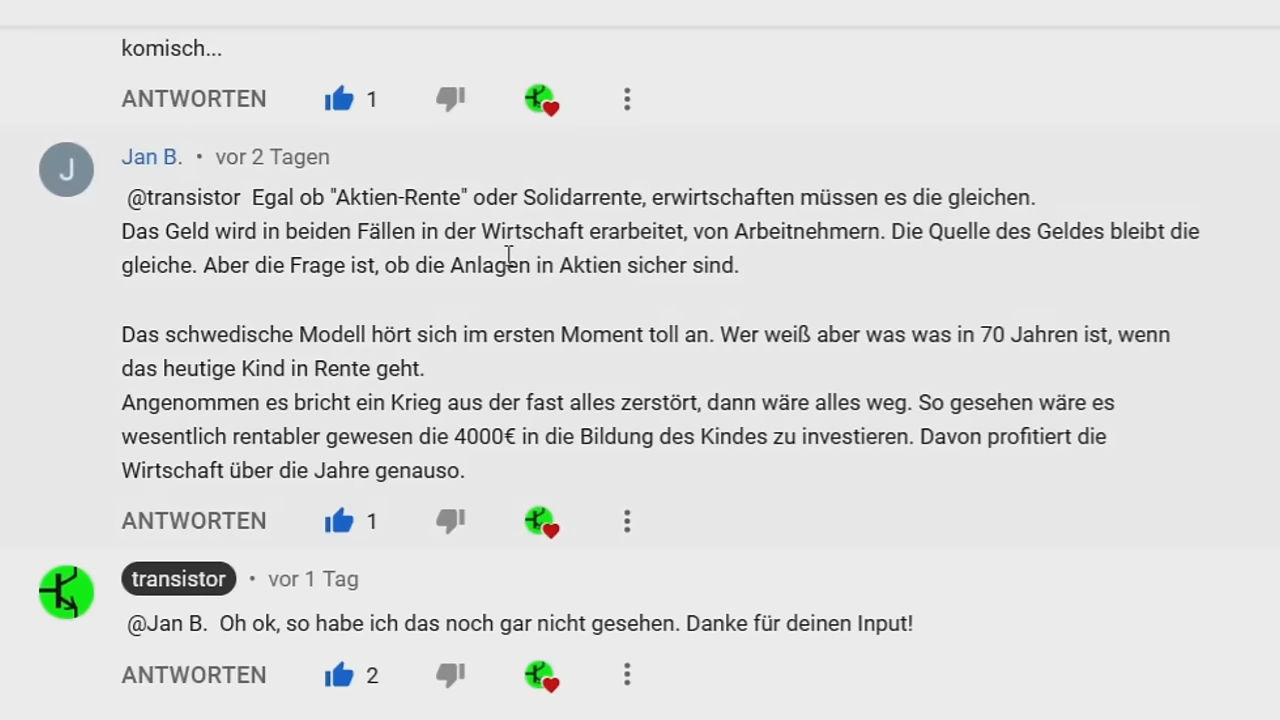 komisch...
ANTWORTEN 1
J
Jan B. • vor 2 Tagen
@transistor Egal ob "Aktien-Rente" oder Solidarrente, erwirtschaften müssen es die gleichen.
Das Geld wird in beiden Fällen in der Wirtschaft erarbeitet, von Arbeitnehmern. Die Quelle des Geldes bleibt die
gleiche. Aber die Frage ist, ob die Anlagen in Aktien sicher sind.
Das schwedische Modell hört sich im ersten Moment toll an. Wer weiß aber was was in 70 Jahren ist, wenn
das heutige Kind in Rente geht.
Angenommen es bricht ein Krieg aus der fast alles zerstört, dann wäre alles weg. So gesehen wäre es
wesentlich rentabler gewesen die 4000€ in die Bildung des Kindes zu investieren. Davon profitiert die
Wirtschaft über die Jahre genauso.
ANTWORTEN 1
transistor • vor 1 Tag
@Jan B. Oh ok, so habe ich das noch gar nicht gesehen. Danke für deinen Input!
ANTWORTEN 2